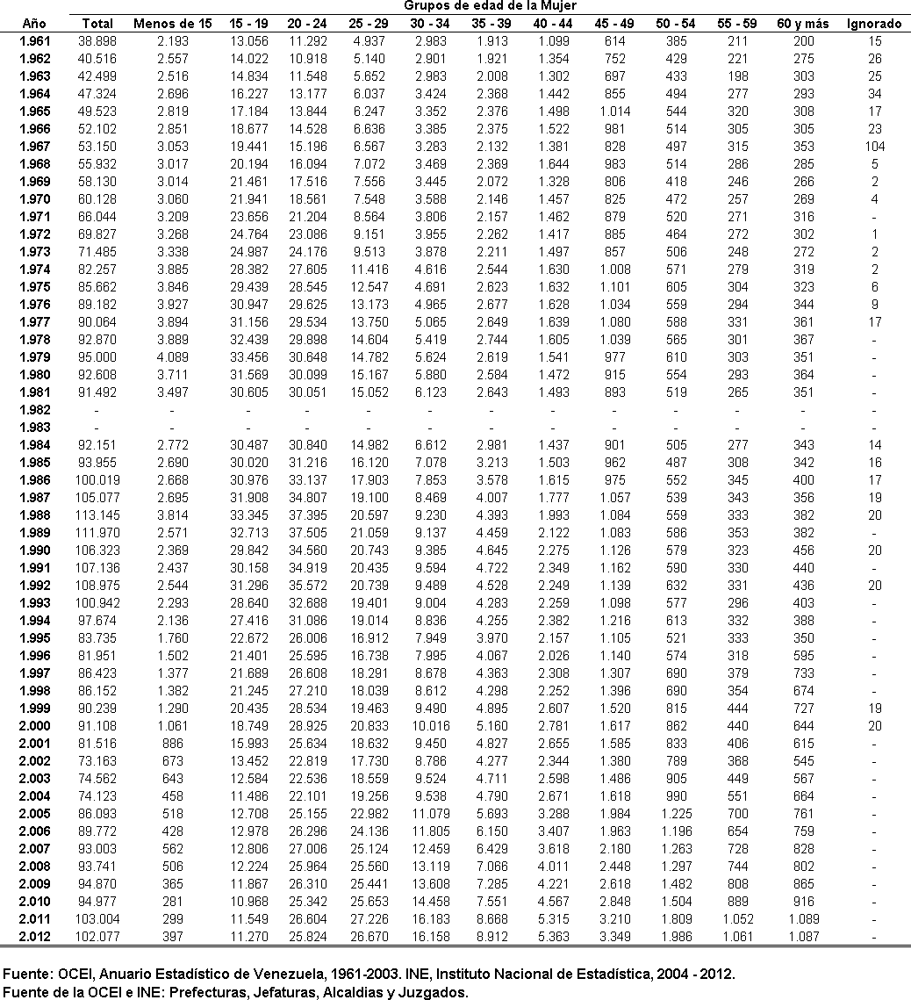 Grupos de edad de la Mujer
Año Total Menos de 15 15 - 19 20 - 24 25 - 29 30 - 34 35 - 39 40 - 44 45 - 49 50 - 54 55 - 59 60 y más Ignorado
1.961 38.898 2.193 13.056 11.292 4.937 2.983 1.913 1.099 614 385 211 200 15
1.962 40.516 2.557 14.022 10.918 5.140 2.901 1.921 1.354 752 429 221 275 26
1.963 42.499 2.516 14.834 11.548 5.652 2.983 2.008 1.302 697 433 198 303 25
1.964 47.324 2.696 16.227 13.177 6.037 3.424 2.368 1.442 855 494 277 293 34
1.965 49.523 2.819 17.184 13.844 6.247 3.352 2.376 1.498 1.014 544 320 308 17
1.966 52.102 2.851 18.677 14.528 6.636 3.385 2.375 1.522 981 514 305 305 23
1.967 53.150 3.053 19.441 15.196 6.567 3.283 2.132 1.381 828 497 315 353 104
1.968 55.932 3.017 20.194 16.094 7.072 3.469 2.369 1.644 983 514 286 285 5
1.969 58.130 3.014 21.461 17.516 7.556 3.445 2.072 1.328 806 418 246 266 2
1.970 60.128 3.060 21.941 18.561 7.548 3.588 2.146 1.457 825 472 257 269 4
1.971 66.044 3.209 23.656 21.204 8.564 3.806 2.157 1.462 879 520 271 316 -
1.972 69.827 3.268 24.764 23.086 9.151 3.955 2.262 1.417 885 464 272 302 1
1.973 71.485 3.338 24.987 24.176 9.513 3.878 2.211 1.497 857 506 248 272 2
1.974 82.257 3.885 28.382 27.605 11.416 4.616 2.544 1.630 1.008 571 279 319 2
1.975 85.662 3.846 29.439 28.545 12.547 4.691 2.623 1.632 1.101 605 304 323 6
1.976 89.182 3.927 30.947 29.625 13.173 4.965 2.677 1.628 1.034 559 294 344 9
1.977 90.064 3.894 31.156 29.534 13.750 5.065 2.649 1.639 1.080 588 331 361 17
1.978 92.870 3.889 32.439 29.898 14.604 5.419 2.744 1.605 1.039 565 301 367 -
1.979 95.000 4.089 33.456 30.648 14.782 5.624 2.619 1.541 977 610 303 351 -
1.980 92.608 3.711 31.569 30.099 15.167 5.880 2.584 1.472 915 554 293 364 -
1.981 91.492 3.497 30.605 30.051 15.052 6.123 2.643 1.493 893 519 265 351 -
1.982 - - - - - - - - - - - - -
1.983 - - - - - - - - - - - - -
1.984 92.151 2.772 30.487 30.840 14.982 6.612 2.981 1.437 901 505 277 343 14
1.985 93.955 2.690 30.020 31.216 16.120 7.078 3.213 1.503 962 487 308 342 16
1.986 100.019 2.668 30.976 33.137 17.903 7.853 3.578 1.615 975 552 345 400 17
1.987 105.077 2.695 31.908 34.807 19.100 8.469 4.007 1.777 1.057 539 343 356 19
1.988 113.145 3.814 33.345 37.395 20.597 9.230 4.393 1.993 1.084 559 333 382 20
1.989 111.970 2.571 32.713 37.505 21.059 9.137 4.459 2.122 1.083 586 353 382 -
1.990 106.323 2.369 29.842 34.560 20.743 9.385 4.645 2.275 1.126 579 323 456 20
1.991 107.136 2.437 30.158 34.919 20.435 9.594 4.722 2.349 1.162 590 330 440 -
1.992 108.975 2.544 31.296 35.572 20.739 9.489 4.528 2.249 1.139 632 331 436 20
1.993 100.942 2.293 28.640 32.688 19.401 9.004 4.283 2.259 1.098 577 296 403 -
1.994 97.674 2.136 27.416 31.086 19.014 8.836 4.255 2.382 1.216 613 332 388 -
1.995 83.735 1.760 22.672 26.006 16.912 7.949 3.970 2.157 1.105 521 333 350 -
1.996 81.951 1.502 21.401 25.595 16.738 7.995 4.067 2.026 1.140 574 318 595 -
1.997 86.423 1.377 21.689 26.608 18.291 8.678 4.363 2.308 1.307 690 379 733 -
1.998 86.152 1.382 21.245 27.210 18.039 8.612 4.298 2.252 1.396 690 354 674 -
1.999 90.239 1.290 20.435 28.534 19.463 9.490 4.895 2.607 1.520 815 444 727 19
2.000 91.108 1.061 18.749 28.925 20.833 10.016 5.160 2.781 1.617 862 440 644 20
2.001 81.516 886 15.993 25.634 18.632 9.450 4.827 2.655 1.585 833 406 615 -
2.002 73.163 673 13.452 22.819 17.730 8.786 4.277 2.344 1.380 789 368 545 -
2.003 74.562 643 12.584 22.536 18.559 9.524 4.711 2.598 1.486 905 449 567 -
2.004 74.123 458 11.486 22.101 19.256 9.538 4.790 2.671 1.618 990 551 664 -
2.005 86.093 518 12.708 25.155 22.982 11.079 5.693 3.288 1.984 1.225 700 761 -
2.006 89.772 428 12.978 26.296 24.136 11.805 6.150 3.407 1.963 1.196 654 759 -
2.007 93.003 562 12.806 27.006 25.124 12.459 6.429 3.618 2.180 1.263 728 828 -
2.008 93.741 506 12.224 25.964 25.560 13.119 7.066 4.011 2.448 1.297 744 802 -
2.009 94.870 365 11.867 26.310 25.441 13.608 7.285 4.221 2.618 1.482 808 865 -
2.010 94.977 281 10.968 25.342 25.653 14.458 7.551 4.567 2.848 1.504 889 916 -
2.011 103.004 299 11.549 26.604 27.226 16.183 8.668 5.315 3.210 1.809 1.052 1.089 -
2.012 102.077 397 11.270 25.824 26.670 16.158 8.912 5.363 3.349 1.986 1.061 1.087 -
Fuente: OCEI, Anuario Estadístico de Venezuela, 1961-2003. INE, Instituto Nacional de Estadística, 2004 - 2012.
Fuente de la OCEI e INE: Prefecturas, Jefaturas, Alcaldias y Juzgados.